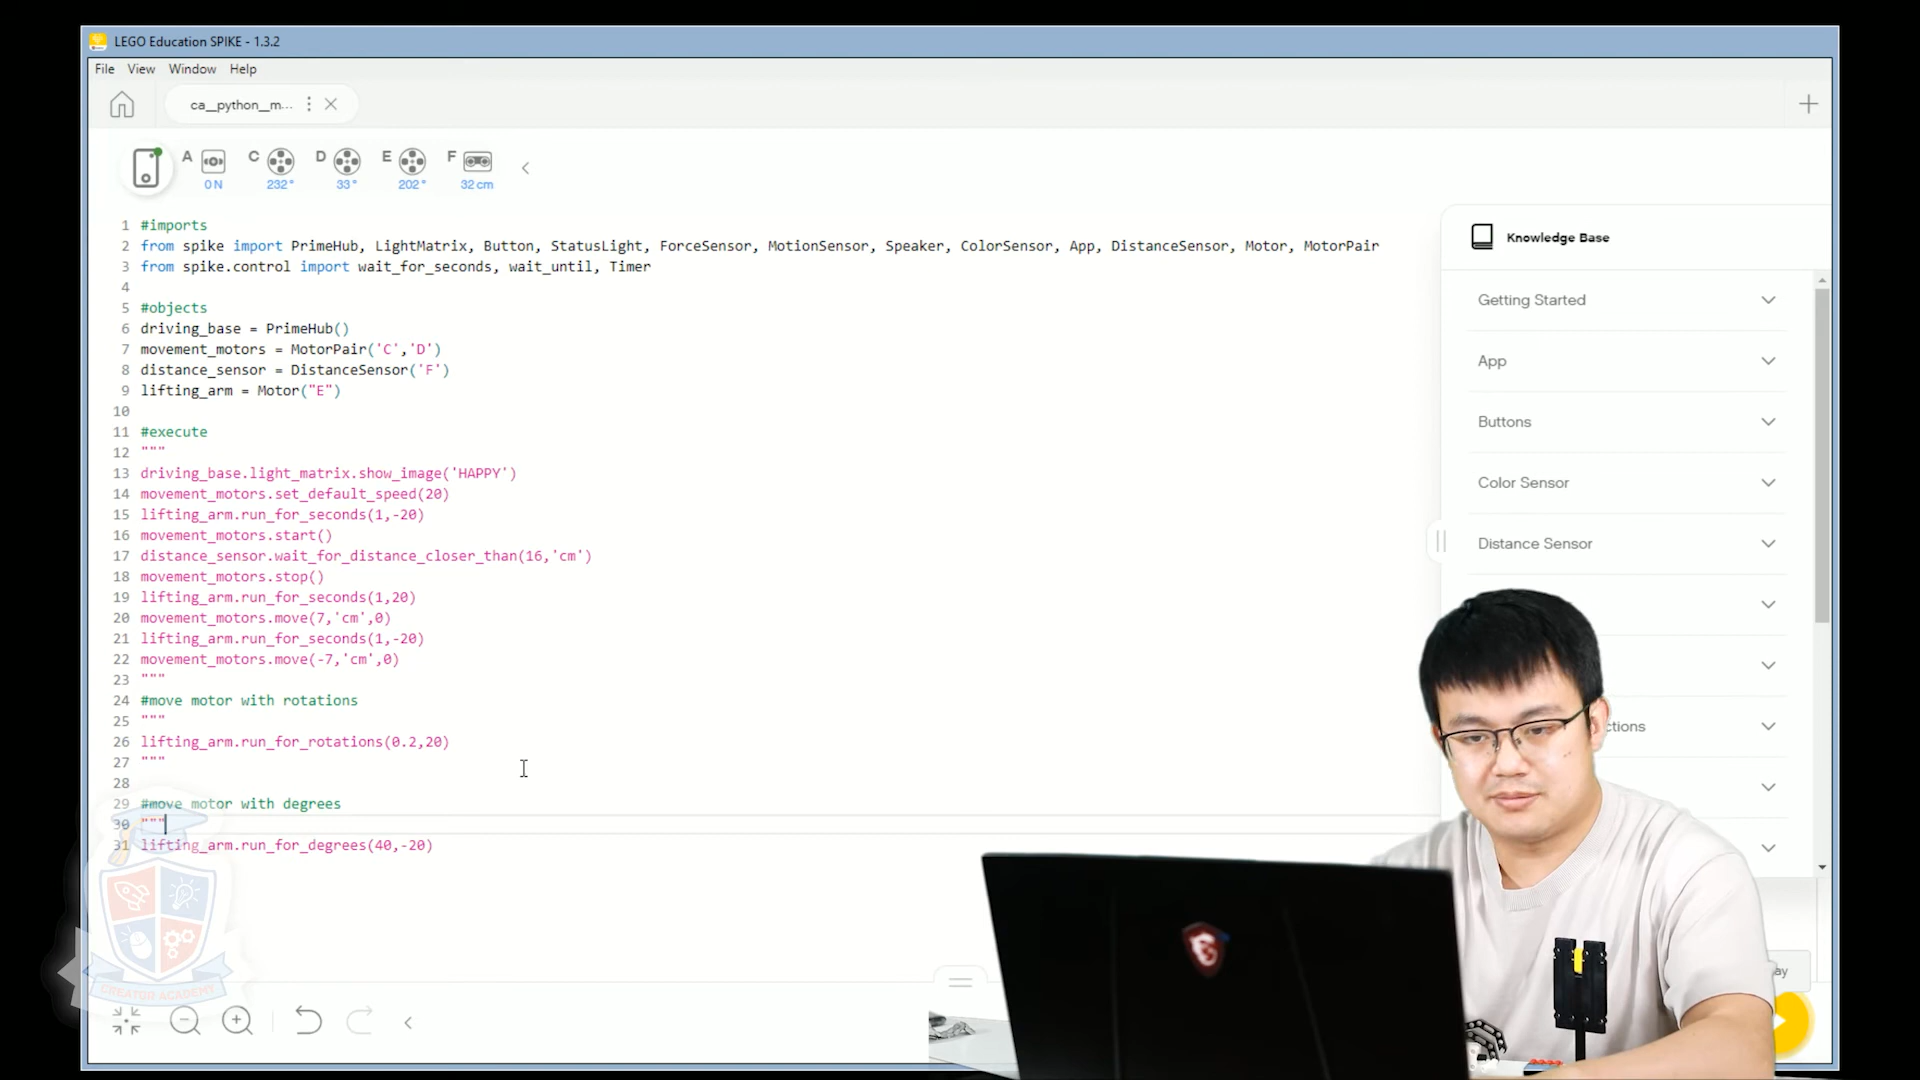 LEGO Education SPIKE - 1.3.2
File View Window Help
ca__python__m...
A C D E F
0 N 232° 33° 202° 32 cm
1 #imports
2 from spike import PrimeHub, LightMatrix, Button, StatusLight, ForceSensor, MotionSensor, Speaker, ColorSensor, App, DistanceSensor, Motor, MotorPair
3 from spike.control import wait_for_seconds, wait_until, Timer
4
5 #objects
6 driving_base = PrimeHub()
7 movement_motors = MotorPair('C','D')
8 distance_sensor = DistanceSensor('F')
9 lifting_arm = Motor("E")
10
11 #execute
12 """
13 driving_base.light_matrix.show_image('HAPPY')
14 movement_motors.set_default_speed(20)
15 lifting_arm.run_for_seconds(1,-20)
16 movement_motors.start()
17 distance_sensor.wait_for_distance_closer_than(16,'cm')
18 movement_motors.stop()
19 lifting_arm.run_for_seconds(1,20)
20 movement_motors.move(7,'cm',0)
21 lifting_arm.run_for_seconds(1,-20)
22 movement_motors.move(-7,'cm',0)
23 """
24 #move motor with rotations
25 """
26 lifting_arm.run_for_rotations(0.2,20)
27 """
28
29 #move motor with degrees
30 """
31 lifting_arm.run_for_degrees(40,-20)
Knowledge Base
Getting Started
App
Buttons
Color Sensor
Distance Sensor
ctions
ay
CREATOR ACADEMY